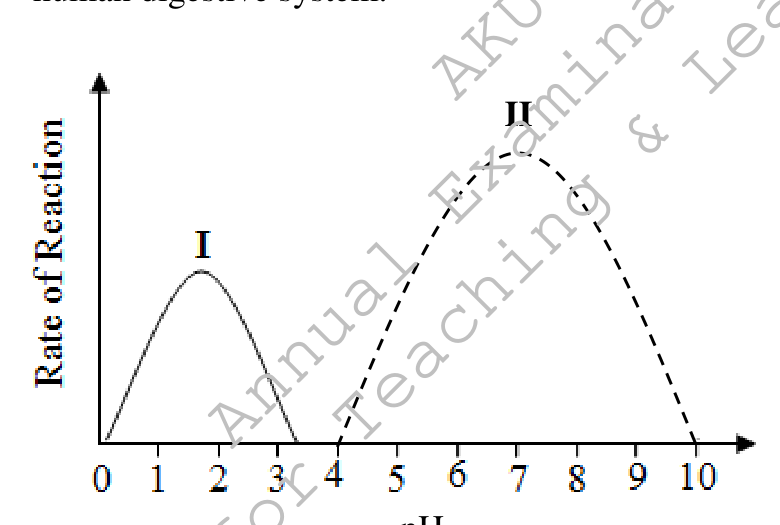 human digestive system.
AKU
Annual Examina
for Teaching & Lea
II
I
Rate of Reaction
0 1 2 3 4 5 6 7 8 9 10
pH